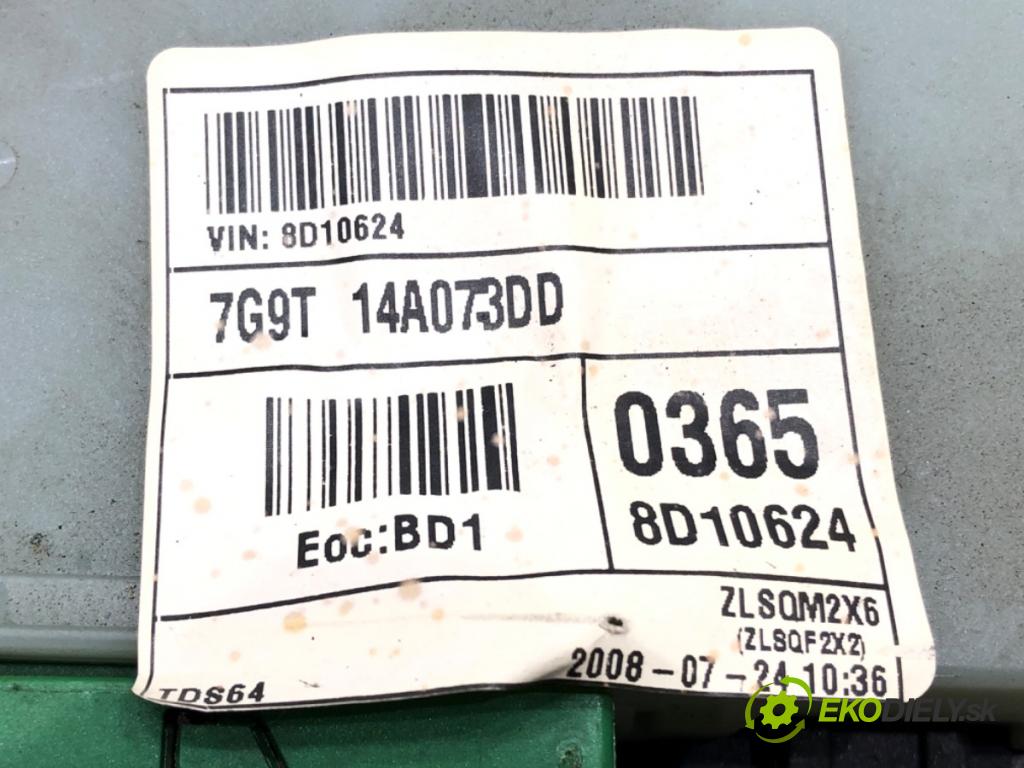 VIN: 8D10624
7G9T 14A073DD
0365
Eoc:BD1
8D10624
ZLSQM2X6
(ZLSQF2X2)
2008-07-24 10:36
TDS64
EKODIELY.sk